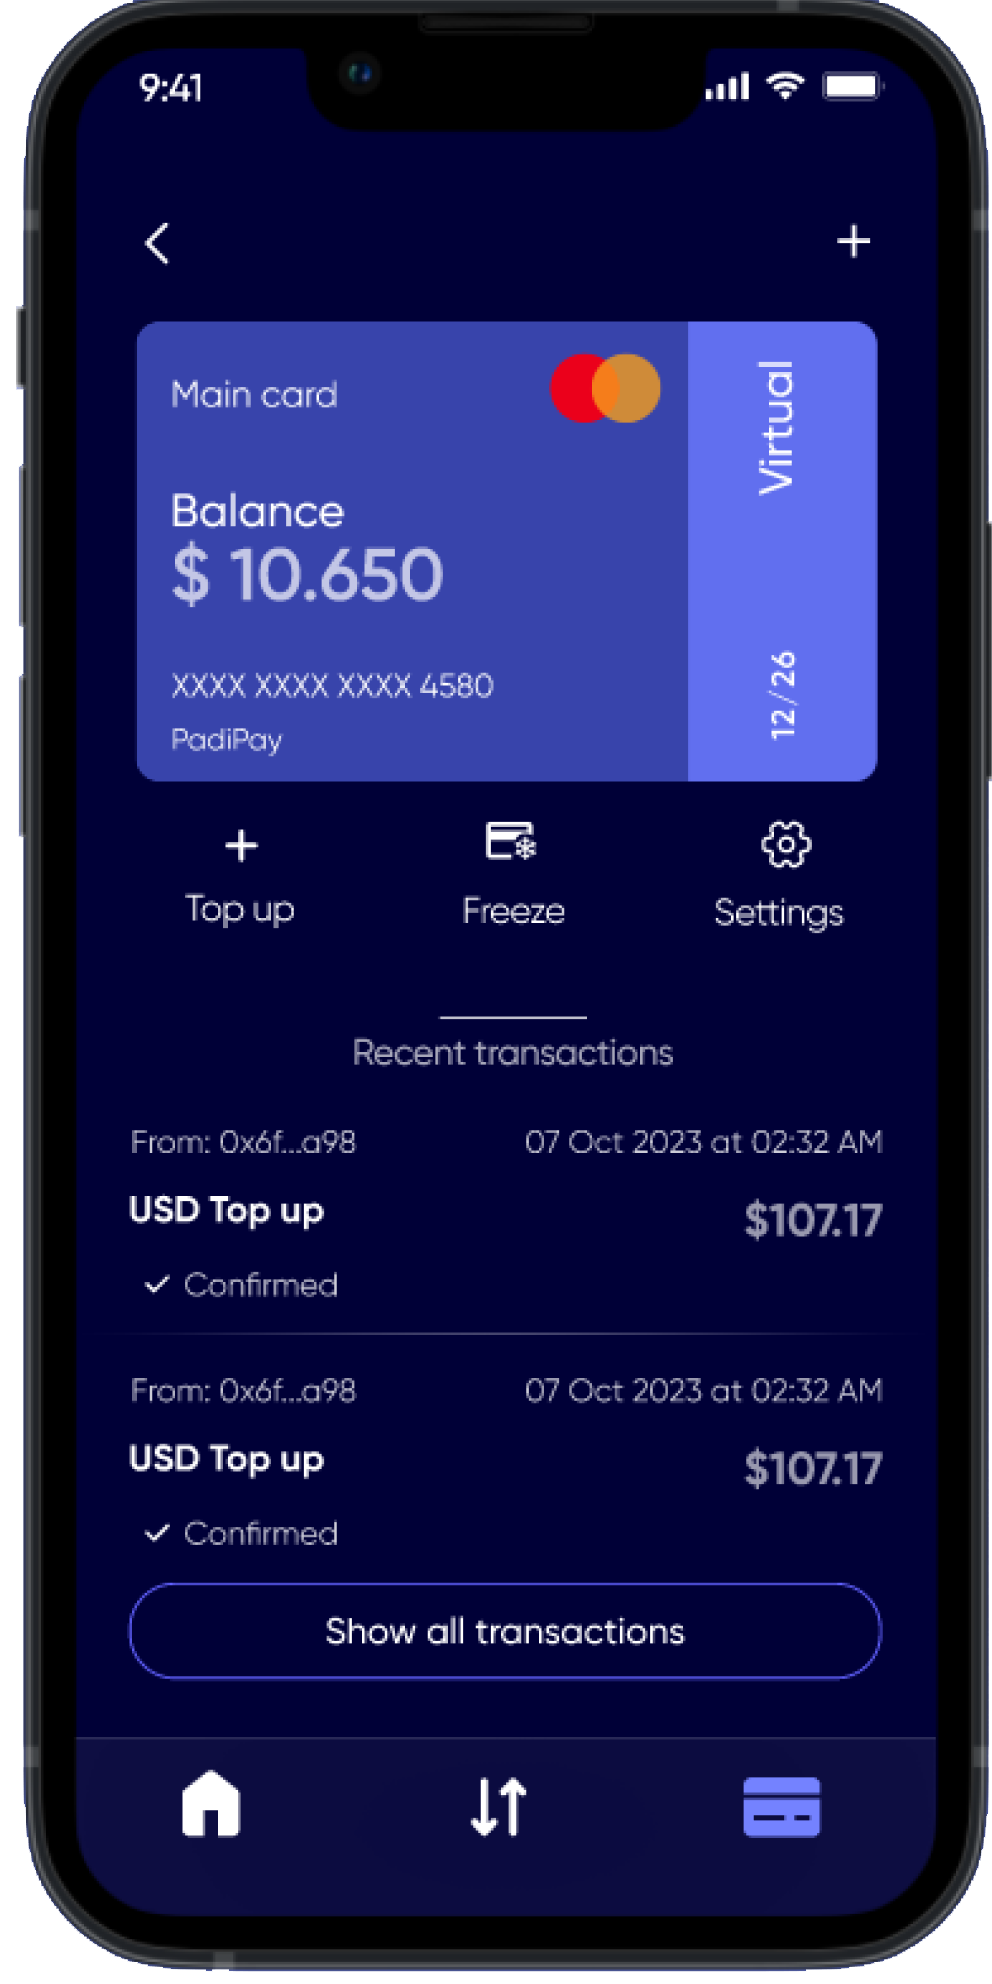 9:41
Main card
Virtual
Balance
$ 10.650
XXXX XXXX XXXX 4580
PadiPay
12/26
Top up
Freeze
Settings
Recent transactions
From: 0x6f...a98
07 Oct 2023 at 02:32 AM
USD Top up
$107.17
Confirmed
From: 0x6f...a98
07 Oct 2023 at 02:32 AM
USD Top up
$107.17
Confirmed
Show all transactions